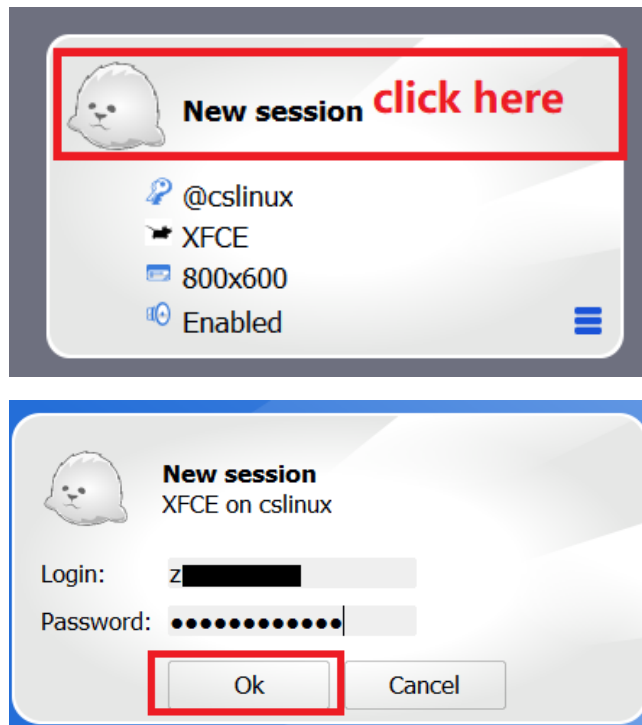 New session click here
@cslinux
XFCE
800x600
Enabled
New session
XFCE on cslinux
Login: z
Password: ●●●●●●●●●●●●
Ok Cancel